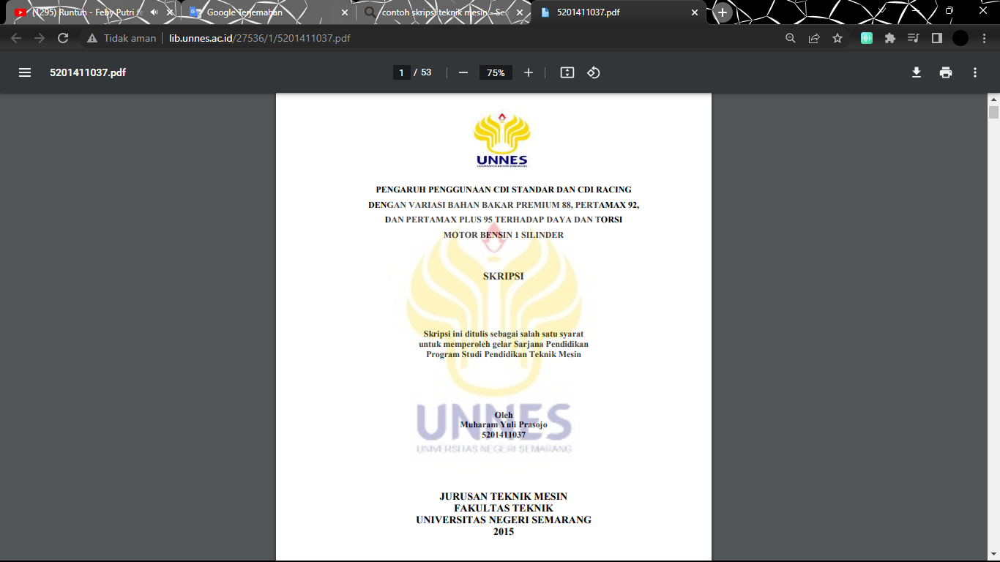 (1295) Runtuh - Feby Putri fe
Google Terjemahan
contoh skripsi teknik mesin - Sea
5201411037.pdf
Tidak aman
lib.unnes.ac.id/27536/1/5201411037.pdf
5201411037.pdf
1 / 53
75%
UNNES
PENGARUH PENGGUNAAN CDI STANDAR DAN CDI RACING
DENGAN VARIASI BAHAN BAKAR PREMIUM 88, PERTAMAX 92,
DAN PERTAMAX PLUS 95 TERHADAP DAYA DAN TORSI
MOTOR BENSIN 1 SILINDER
SKRIPSI
Skripsi ini ditulis sebagai salah satu syarat
untuk memperoleh gelar Sarjana Pendidikan
Program Studi Pendidikan Teknik Mesin
Oleh
Muharam Yuli Prasojo
5201411037
UNNES
UNIVERSITAS NEGERI SEMARANG
JURUSAN TEKNIK MESIN
FAKULTAS TEKNIK
UNIVERSITAS NEGERI SEMARANG
2015